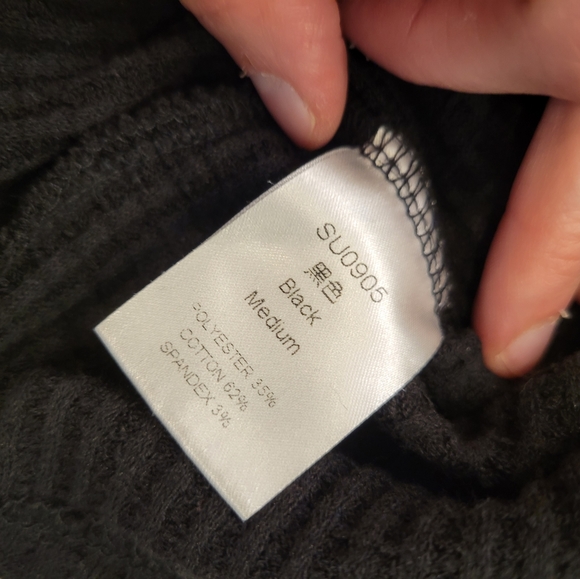 SU0905
黑色
Black
Medium
POLYESTER 35%
COTTON 62%
SPANDEX 3%